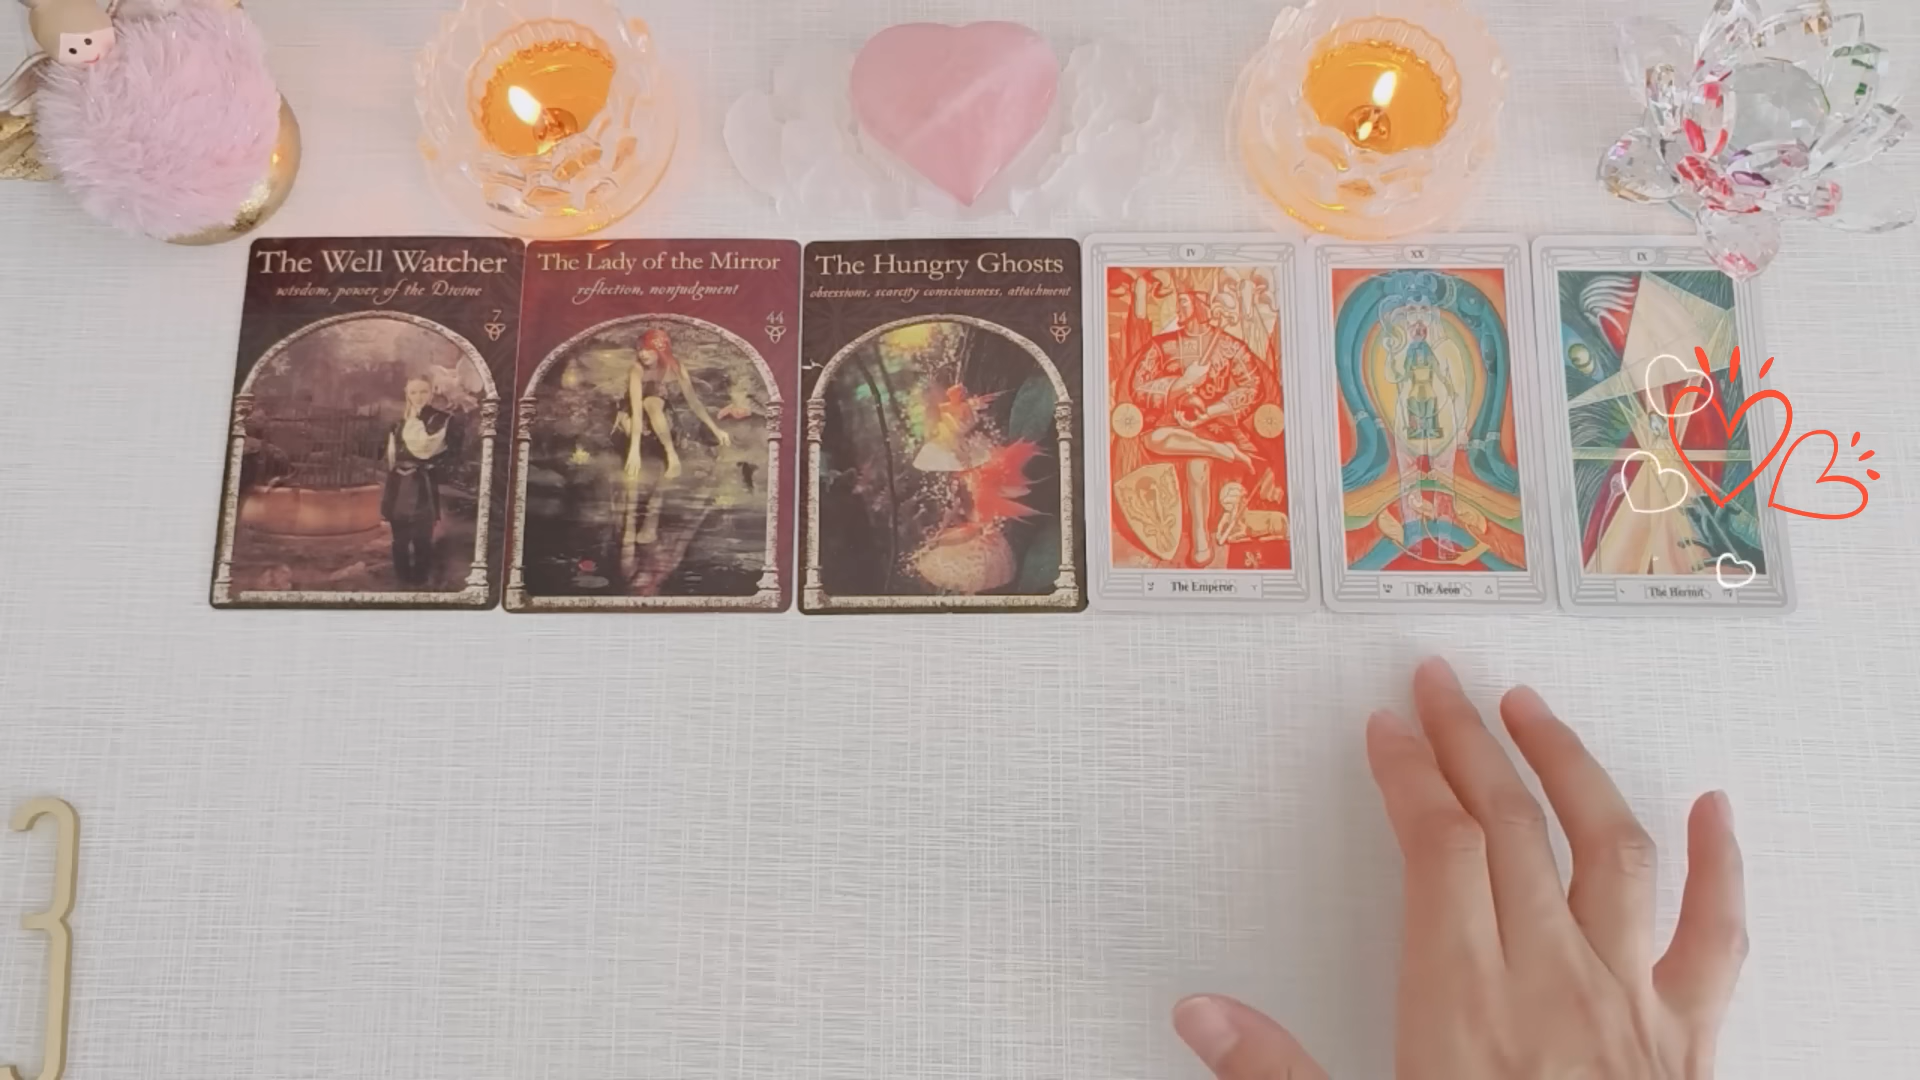 The Well Watcher
wisdom, power of the Divine
7
The Lady of the Mirror
reflection, nonjudgment
44
The Hungry Ghosts
obsessions, scarcity consciousness, attachment
14
IV
The Emperor
XX
The Aeon
IX
The Hermit
3